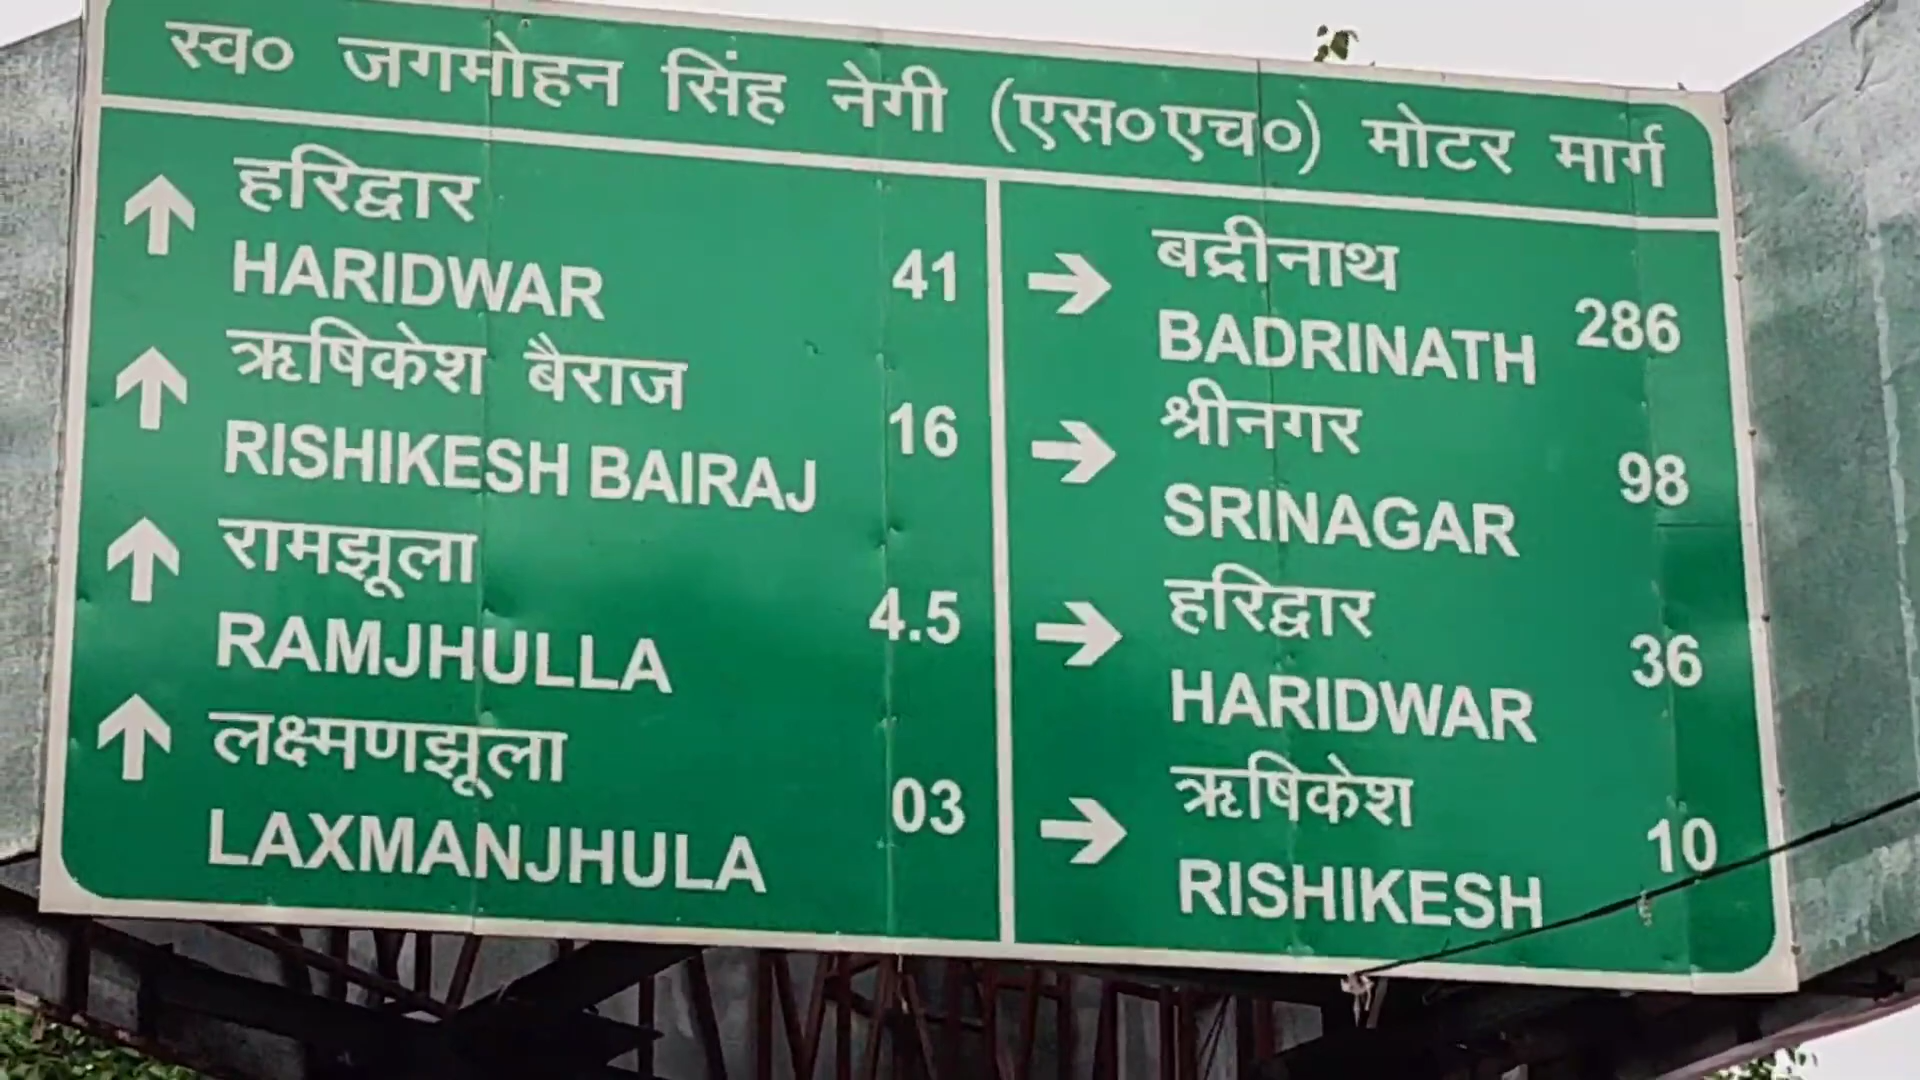 स्व० जगमोहन सिंह नेगी (एस०एच०) मोटर मार्ग
हरिद्वार
HARIDWAR 41
ऋषिकेश बैराज
RISHIKESH BAIRAJ 16
रामझूला
RAMJHULLA 4.5
लक्ष्मणझूला
LAXMANJHULA 03
बद्रीनाथ
BADRINATH 286
श्रीनगर
SRINAGAR 98
हरिद्वार
HARIDWAR 36
ऋषिकेश
RISHIKESH 10